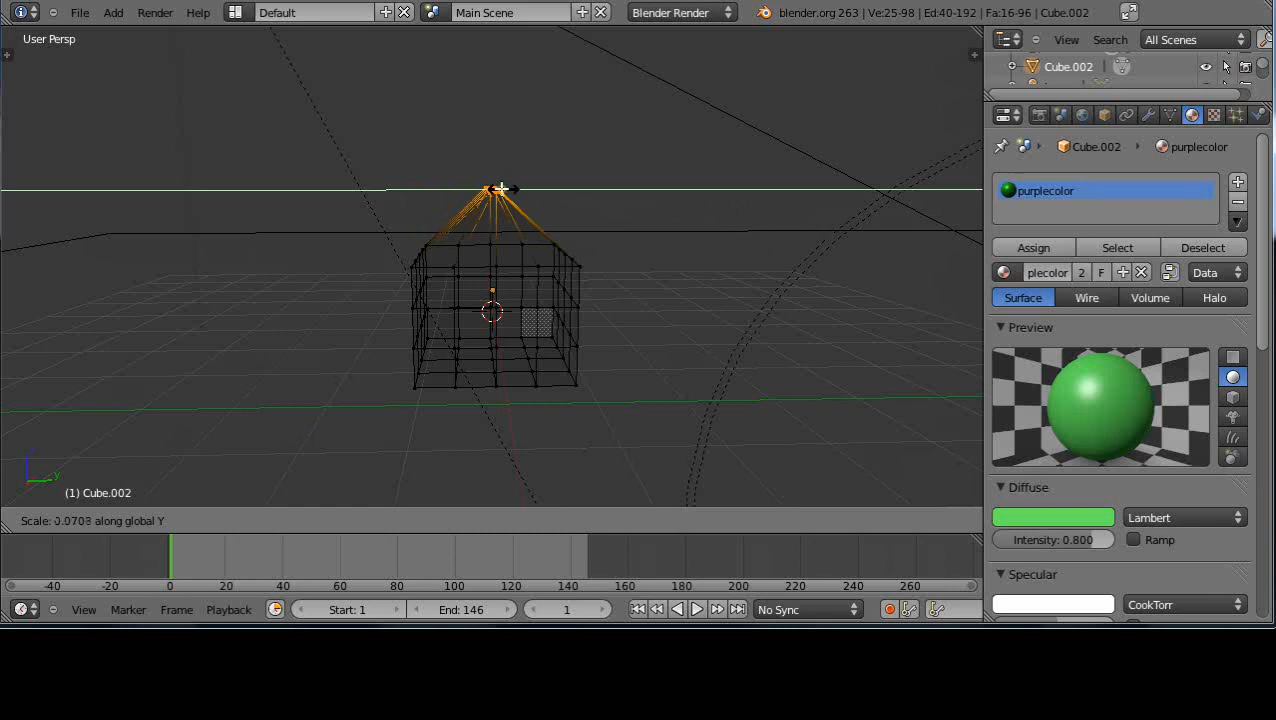 File Add Render Help Default Main Scene Blender Render blender.org 263 | Ve:25-98 | Ed:40-192 | Fa:16-96 | Cube.002
User Persp
View Search All Scenes
Cube.002
Cube.002 purplecolor
purplecolor
Assign Select Deselect
plecolor 2 F Data
Surface Wire Volume Halo
Preview
z
y
(1) Cube.002
Diffuse
Scale: 0.0703 along global Y
Lambert
Intensity: 0.800 Ramp
Specular
-40 -20 0 20 40 60 80 100 120 140 160 180 200 220 240 260
View Marker Frame Playback Start: 1 End: 146 1 No Sync
CookTorr